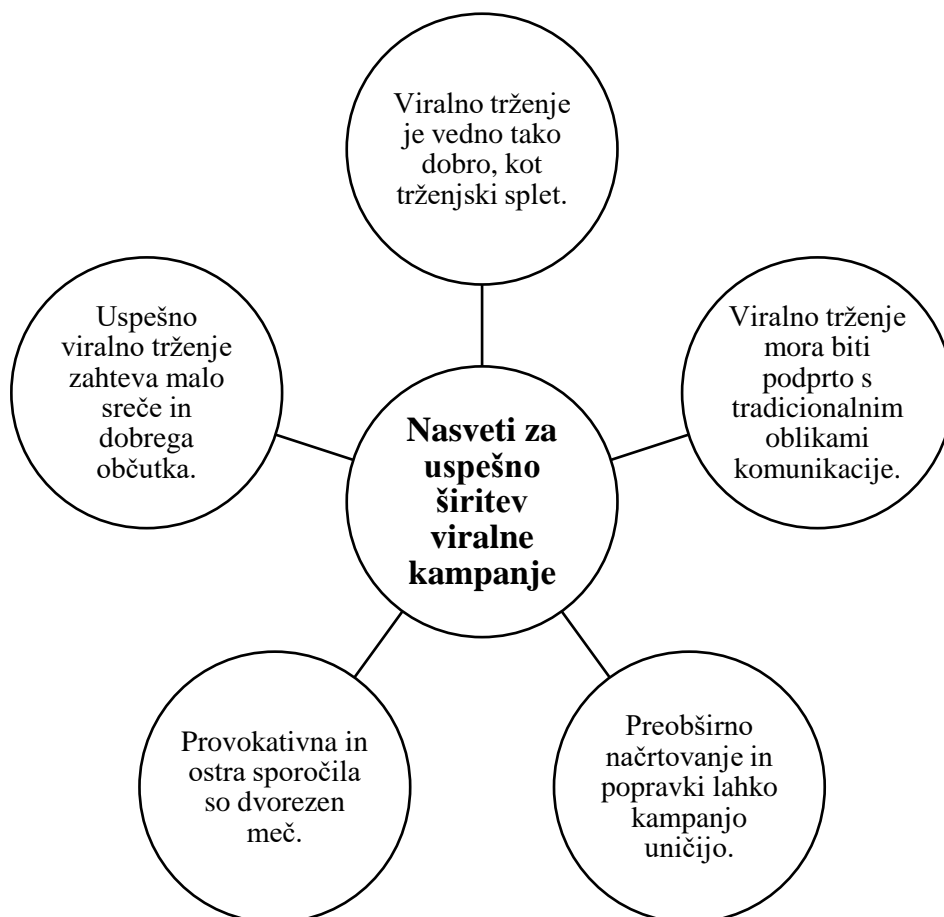 Viralno trženje
je vedno tako
dobro, kot
trženjski splet.
Uspešno
viralno trženje
zahteva malo
sreče in
dobrega
občutka.
Viralno trženje
mora biti
podprto s
tradicionalnim
oblikami
komunikacije.
Nasveti za
uspešno
širitev
viralne
kampanje
Provokativna in
ostra sporočila
so dvorezen
meč.
Preobširno
načrtovanje in
popravki lahko
kampanjo
uničijo.